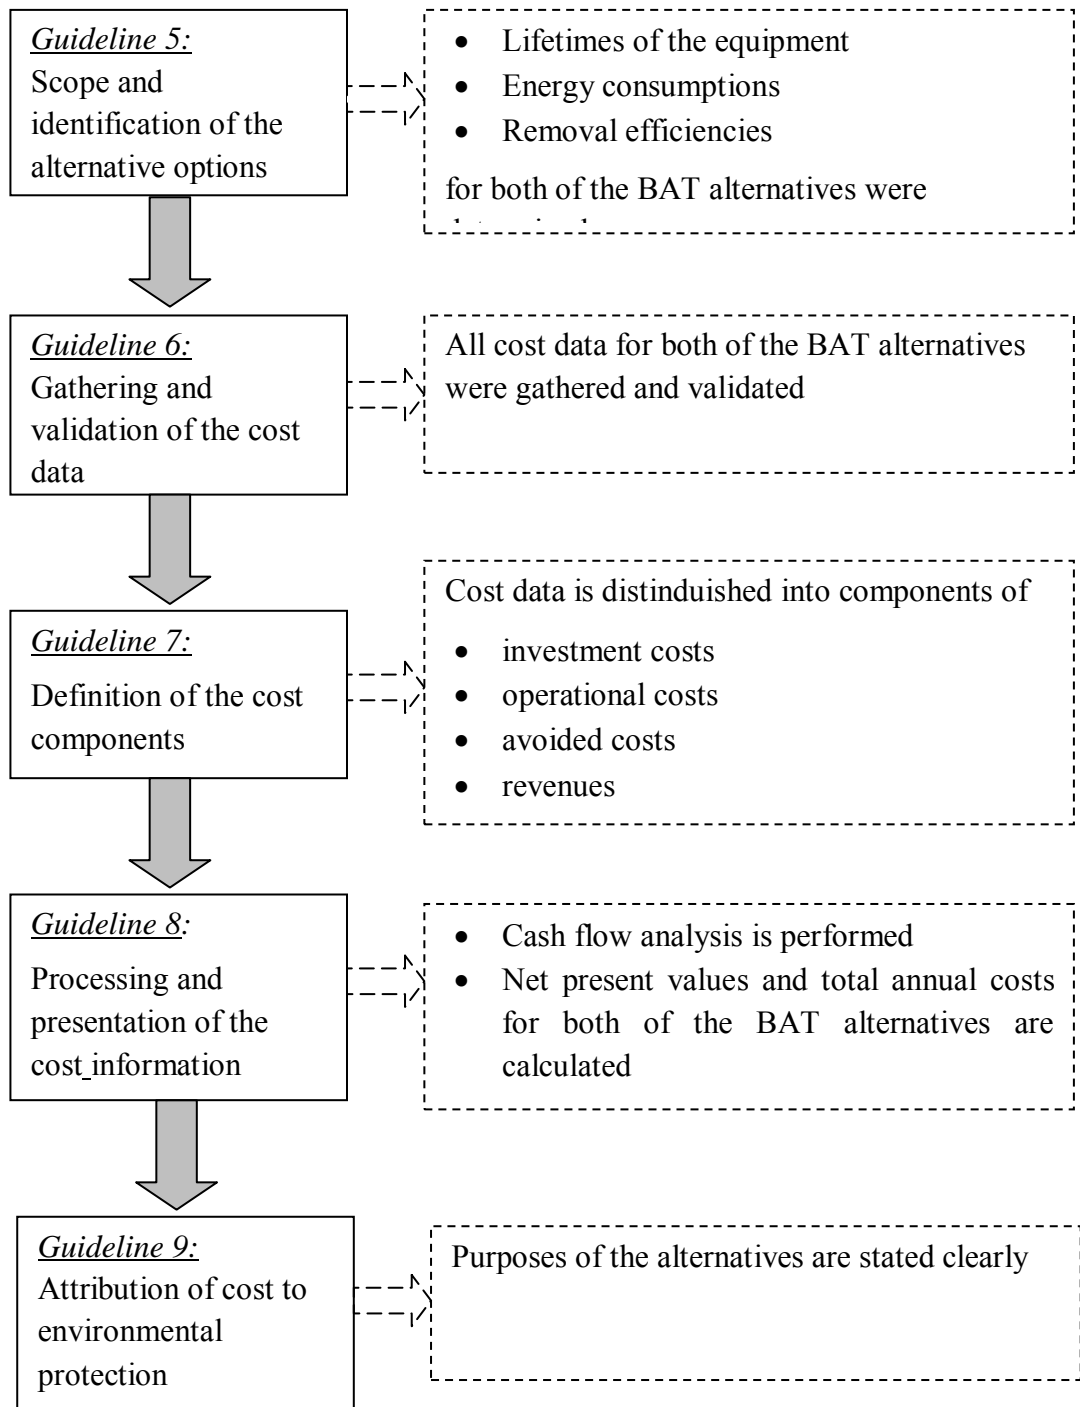 Guideline 5:
Scope and
identification of the
alternative options
• Lifetimes of the equipment
• Energy consumptions
• Removal efficiencies
for both of the BAT alternatives were
Guideline 6:
Gathering and
validation of the cost
data
All cost data for both of the BAT alternatives
were gathered and validated
Guideline 7:
Definition of the cost
components
Cost data is distinduished into components of
• investment costs
• operational costs
• avoided costs
• revenues
Guideline 8:
Processing and
presentation of the
cost information
• Cash flow analysis is performed
• Net present values and total annual costs
for both of the BAT alternatives are
calculated
Guideline 9:
Attribution of cost to
environmental
protection
Purposes of the alternatives are stated clearly